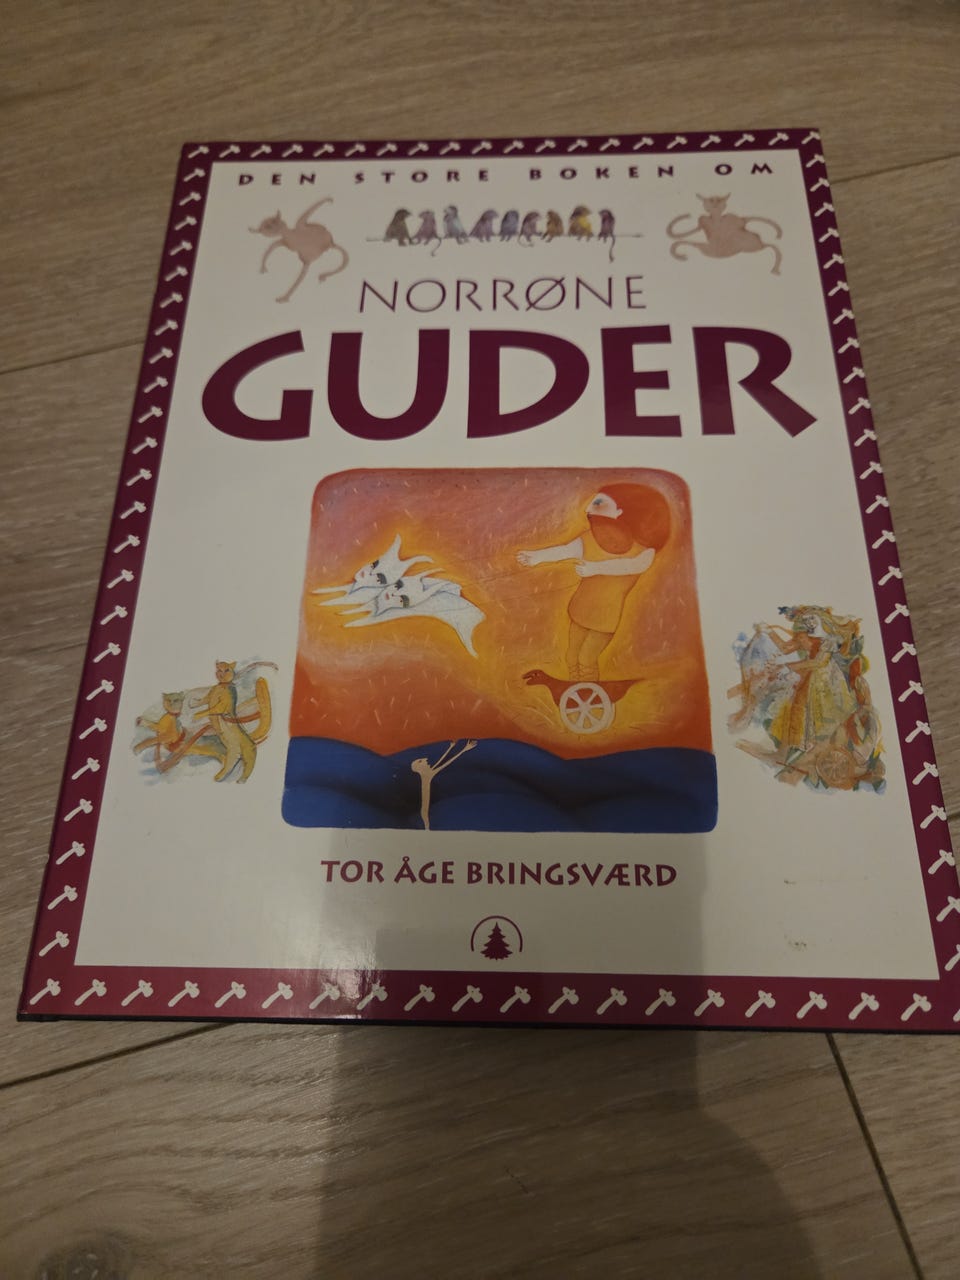 DEN STORE BOKEN OM
NORRØNE
GUDER
TOR ÅGE BRINGSVÆRD